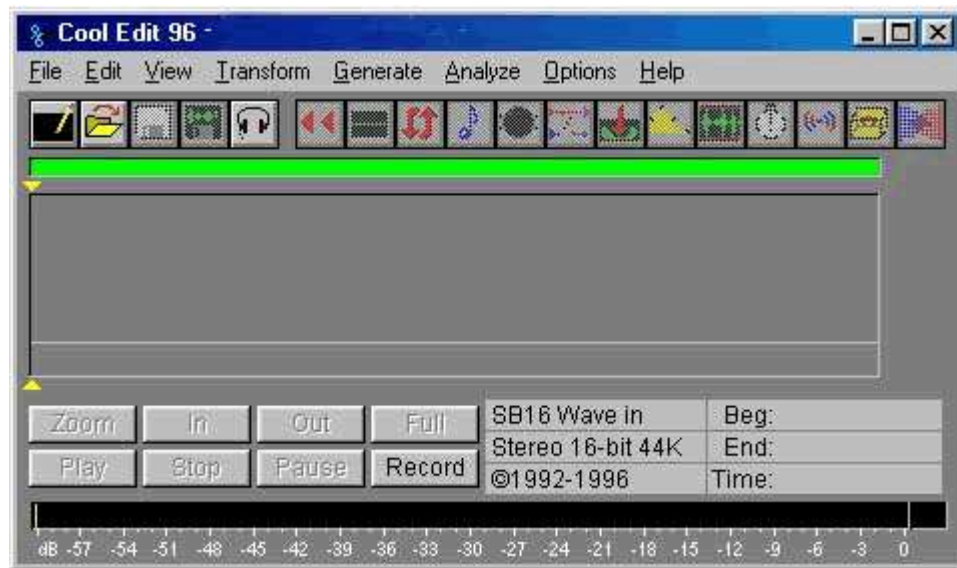 Cool Edit 96 -
File Edit View Transform Generate Analyze Options Help
Zoom In Out Full
Play Stop Pause Record
SB16 Wave in Beg:
Stereo 16-bit 44K End:
©1992-1996 Time:
dB -57 -54 -51 -48 -45 -42 -39 -36 -33 -30 -27 -24 -21 -18 -15 -12 -9 -6 -3 0